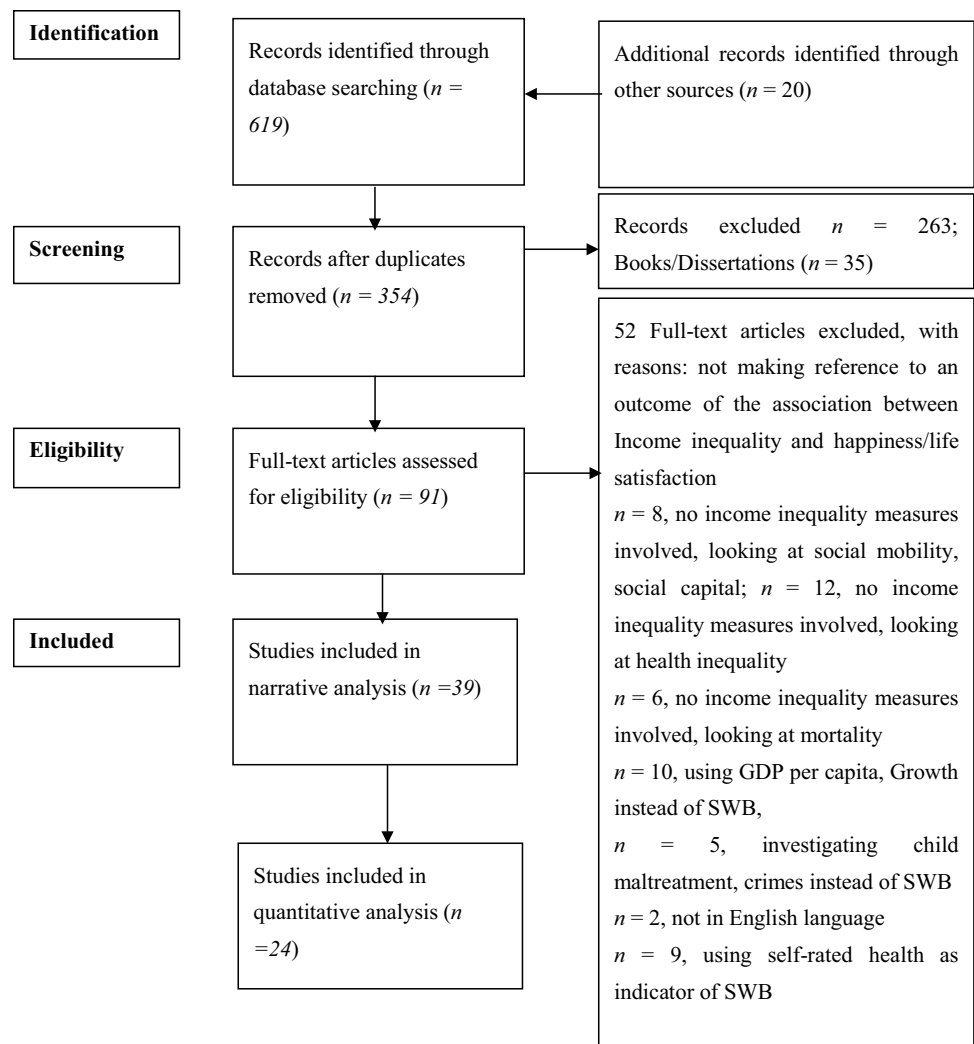 Identification
Records identified through
database searching (n =
619)
Additional records identified through
other sources (n = 20)
Screening
Records after duplicates
removed (n = 354)
Records excluded n = 263;
Books/Dissertations (n = 35)
Eligibility
Full-text articles assessed
for eligibility (n = 91)
52 Full-text articles excluded, with
reasons: not making reference to an
outcome of the association between
Income inequality and happiness/life
satisfaction
n = 8, no income inequality measures
involved, looking at social mobility,
social capital; n = 12, no income
inequality measures involved, looking
at health inequality
n = 6, no income inequality measures
involved, looking at mortality
n = 10, using GDP per capita, Growth
instead of SWB,
n = 5, investigating child
maltreatment, crimes instead of SWB
n = 2, not in English language
n = 9, using self-rated health as
indicator of SWB
Included
Studies included in
narrative analysis (n =39)
Studies included in
quantitative analysis (n
=24)